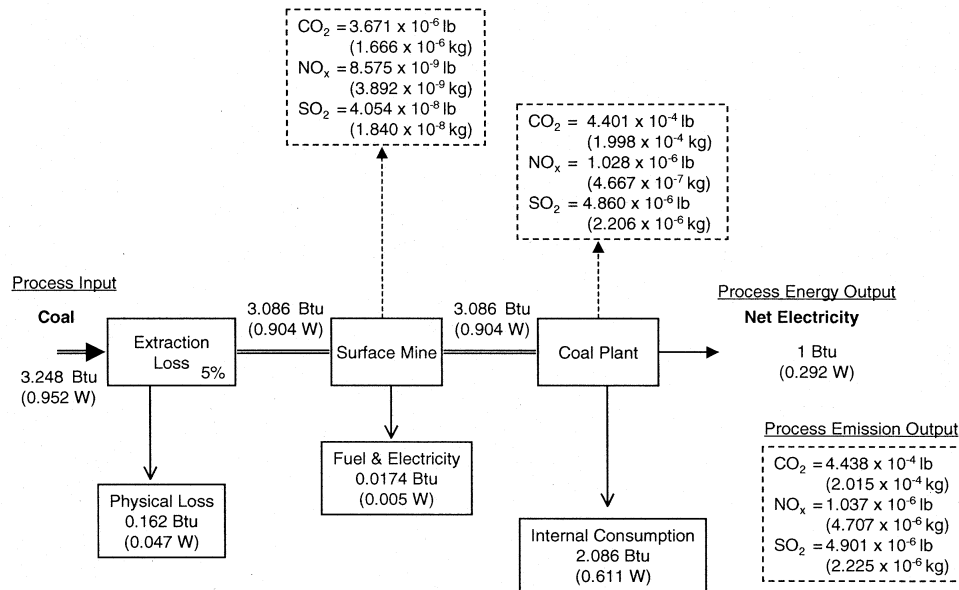 CO₂ = 3.671 x 10⁻⁶ lb
(1.666 x 10⁻⁶ kg)
NOₓ = 8.575 x 10⁻⁹ lb
(3.892 x 10⁻⁹ kg)
SO₂ = 4.054 x 10⁻⁸ lb
(1.840 x 10⁻⁸ kg)
CO₂ = 4.401 x 10⁻⁴ lb
(1.998 x 10⁻⁴ kg)
NOₓ = 1.028 x 10⁻⁶ lb
(4.667 x 10⁻⁷ kg)
SO₂ = 4.860 x 10⁻⁶ lb
(2.206 x 10⁻⁶ kg)
Process Input
Coal
3.248 Btu
(0.952 W)
Extraction
Loss
5%
3.086 Btu
(0.904 W)
Surface Mine
3.086 Btu
(0.904 W)
Coal Plant
Process Energy Output
Net Electricity
1 Btu
(0.292 W)
Physical Loss
0.162 Btu
(0.047 W)
Fuel & Electricity
0.0174 Btu
(0.005 W)
Internal Consumption
2.086 Btu
(0.611 W)
Process Emission Output
CO₂ = 4.438 x 10⁻⁴ lb
(2.015 x 10⁻⁴ kg)
NOₓ = 1.037 x 10⁻⁶ lb
(4.707 x 10⁻⁶ kg)
SO₂ = 4.901 x 10⁻⁶ lb
(2.225 x 10⁻⁶ kg)